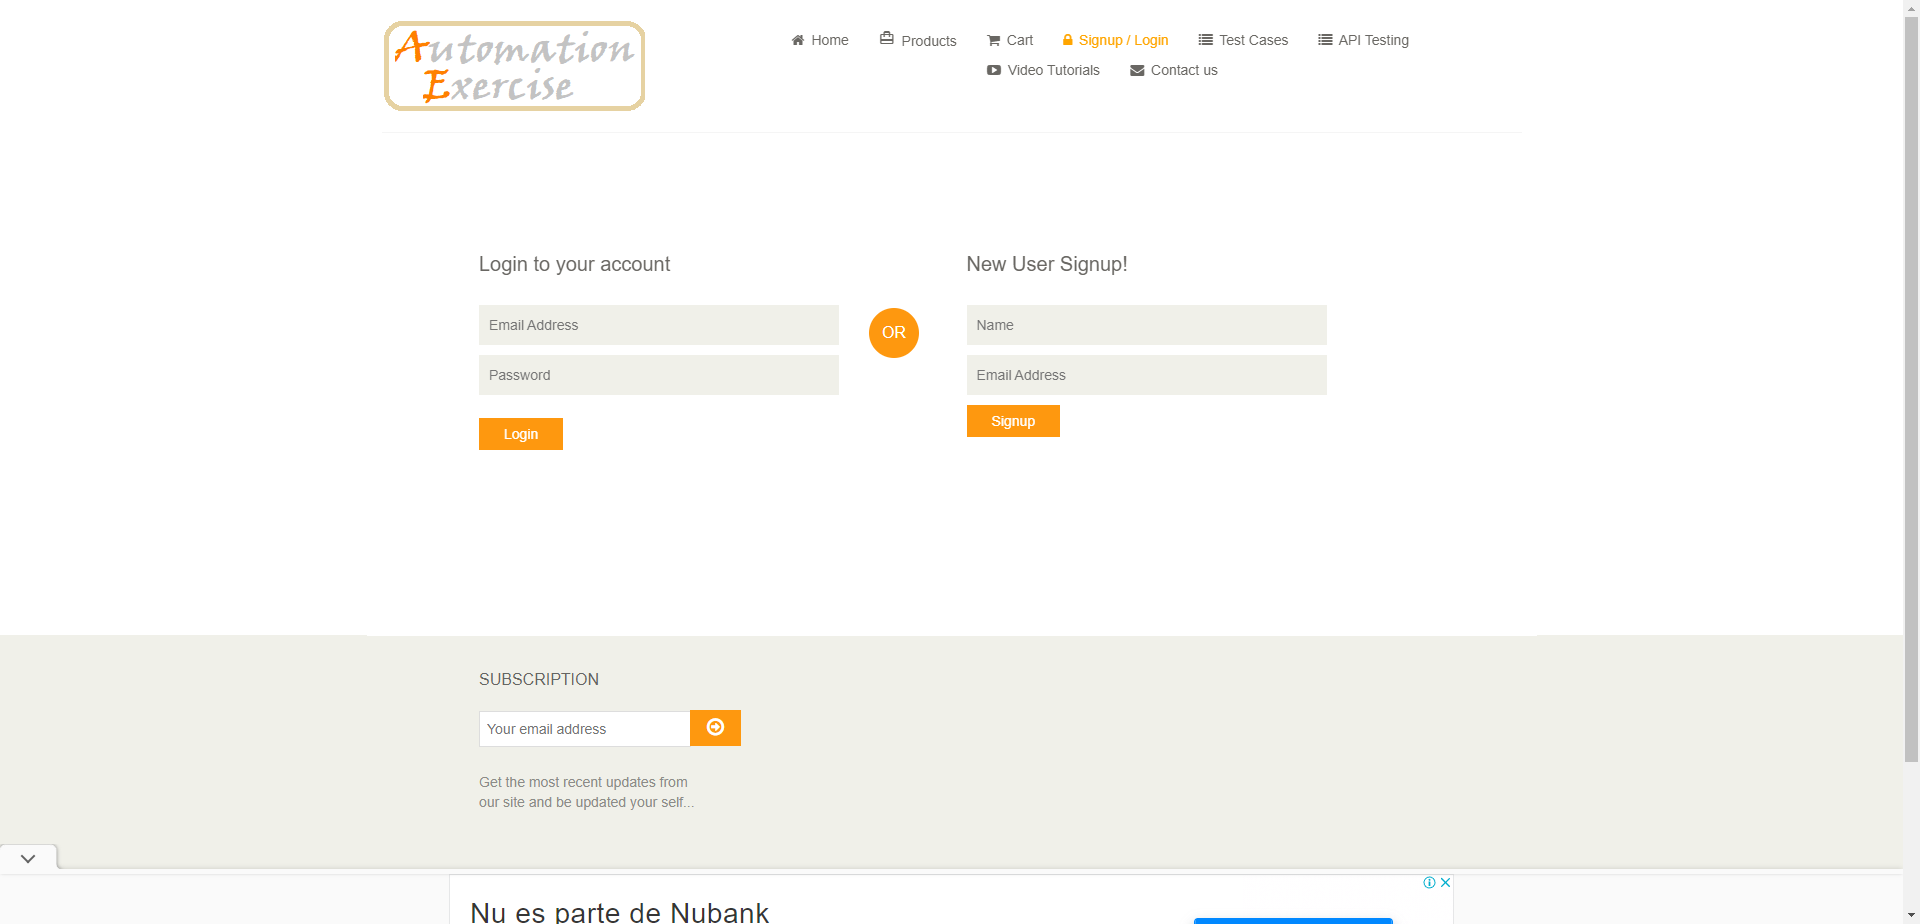 Automation
Exercise
Home
Products
Cart
Signup / Login
Test Cases
API Testing
Video Tutorials
Contact us
Login to your account
Email Address
Password
Login
OR
New User Signup!
Name
Email Address
Signup
SUBSCRIPTION
Your email address
Get the most recent updates from
our site and be updated your self...
Nu es parte de Nubank